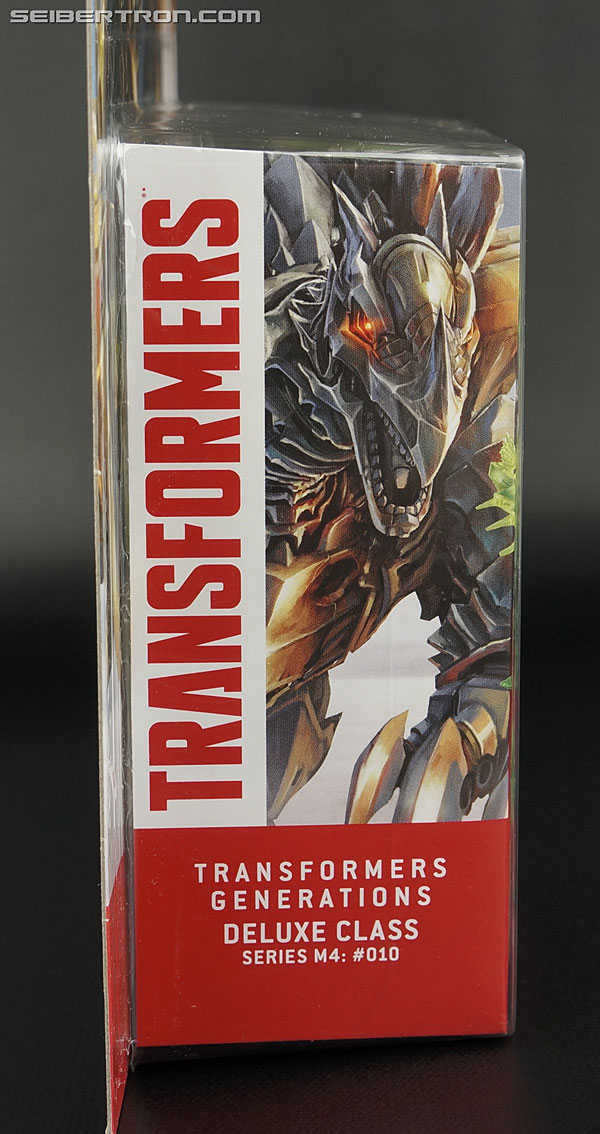 SEIBERTRON.com
TRANSFORMERS
TRANSFORMERS
GENERATIONS
DELUXE CLASS
SERIES M4: #010